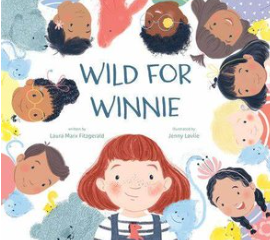 WILD FOR
WINNIE
written by
Laura Marx Fitzgerald
illustrated by
Jenny Løvlie